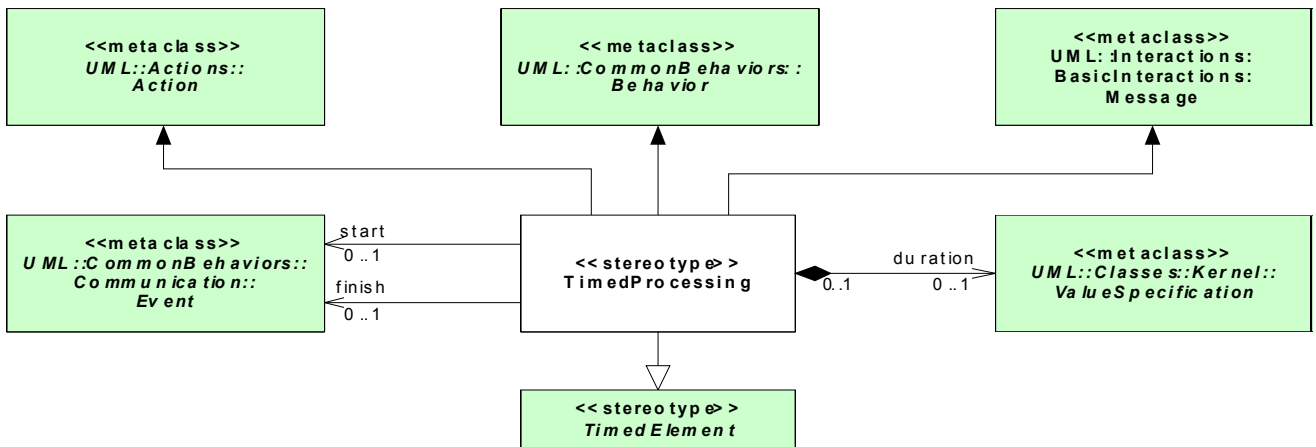 <<metaclass>>
UML::Actions::
Action
<<metaclass>>
UML::CommonBehaviors::
Behavior
<<metaclass>>
UML::Interactions:
BasicInteractions:
Message
<<metaclass>>
UML::CommonBehaviors::
Communication::
Event
start
0..1
finish
0..1
<<stereotype>>
TimedProcessing
duration
0..1
0..1
<<metaclass>>
UML::Classes::Kernel::
ValueSpecification
<<stereotype>>
TimedElement